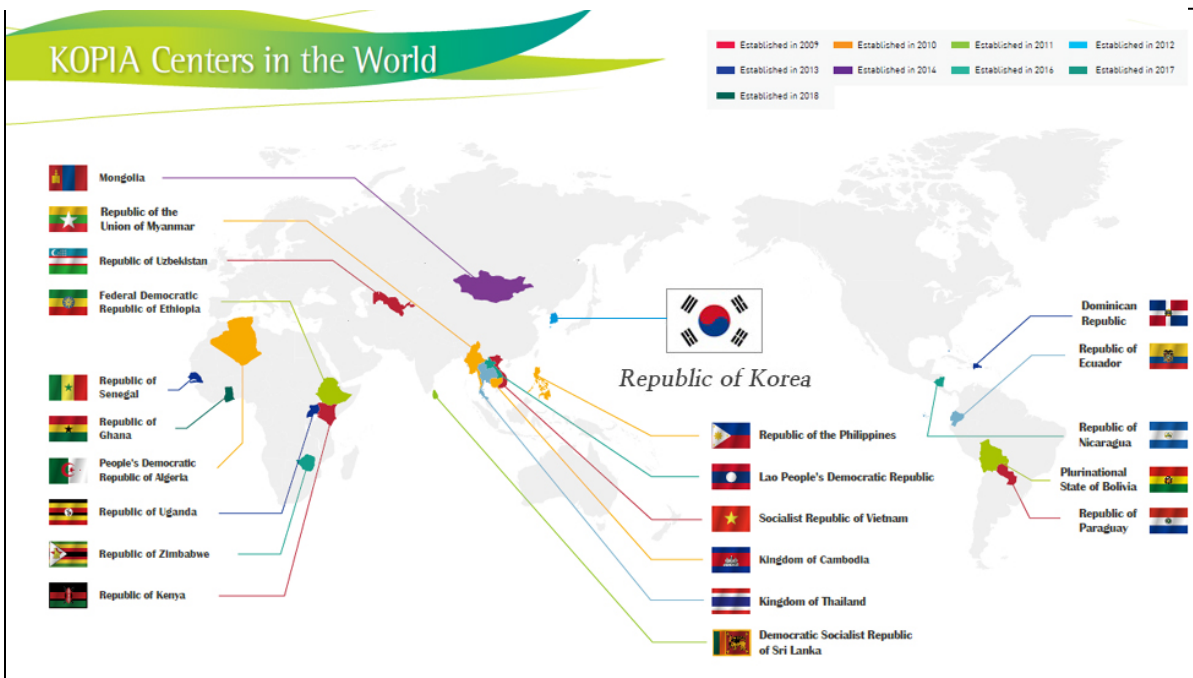 KOPIA Centers in the World
Established in 2009
Established in 2010
Established in 2011
Established in 2012
Established in 2013
Established in 2014
Established in 2016
Established in 2017
Established in 2018
Mongolia
Republic of the
Union of Myanmar
Republic of Uzbekistan
Federal Democratic
Republic of Ethiopia
Republic of
Senegal
Republic of
Ghana
People's Democratic
Republic of Algeria
Republic of Uganda
Republic of Zimbabwe
Republic of Kenya
Republic of Korea
Republic of the Philippines
Lao People's Democratic Republic
Socialist Republic of Vietnam
Kingdom of Cambodia
Kingdom of Thailand
Democratic Socialist Republic
of Sri Lanka
Dominican
Republic
Republic of
Ecuador
Republic of
Nicaragua
Plurinational
State of Bolivia
Republic of
Paraguay